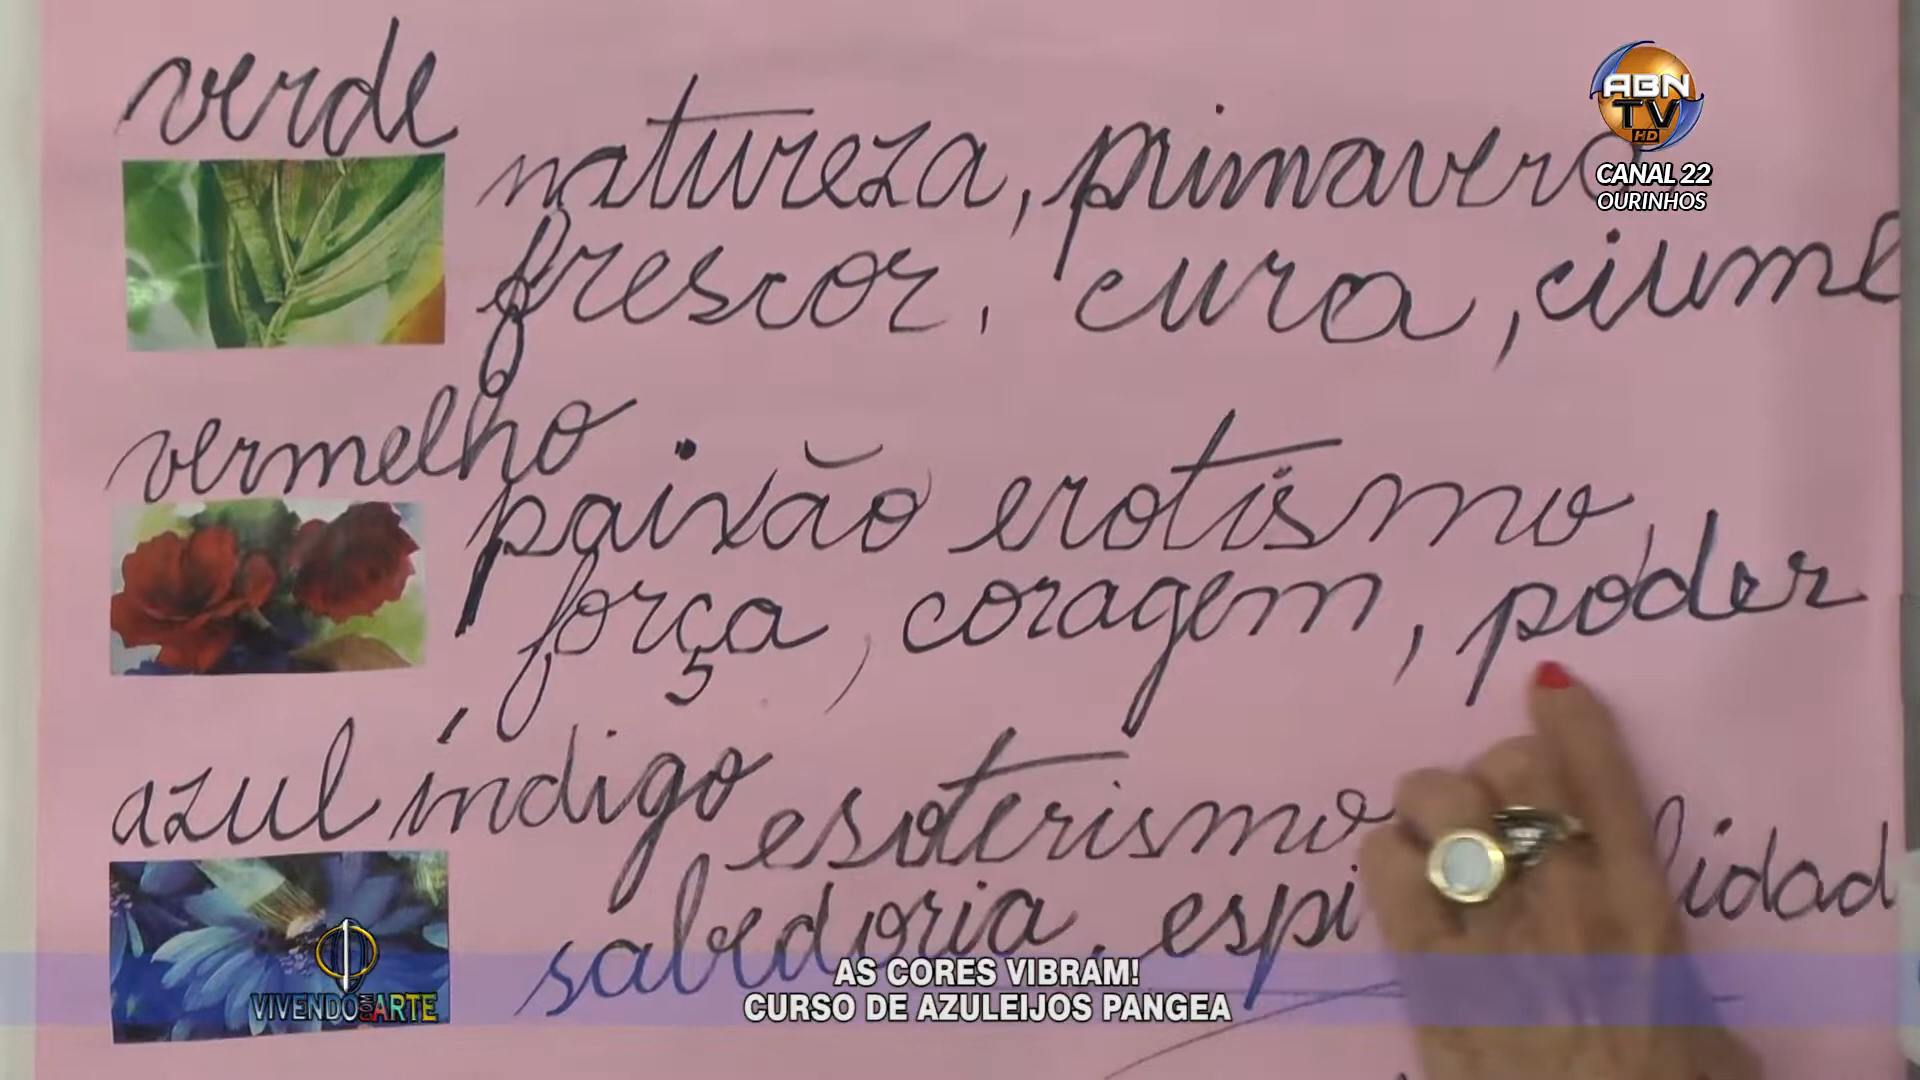 verde
natureza, primavera
frescor, cura, ciume
vermelho
paixão erotismo,
força, coragem, poder
azul índigo
esoterismo
sabedoria, espi lidad
ABN
TV
HD
CANAL 22
OURINHOS
VIVENDO COM ARTE
AS CORES VIBRAM!
CURSO DE AZULEIJOS PANGEA